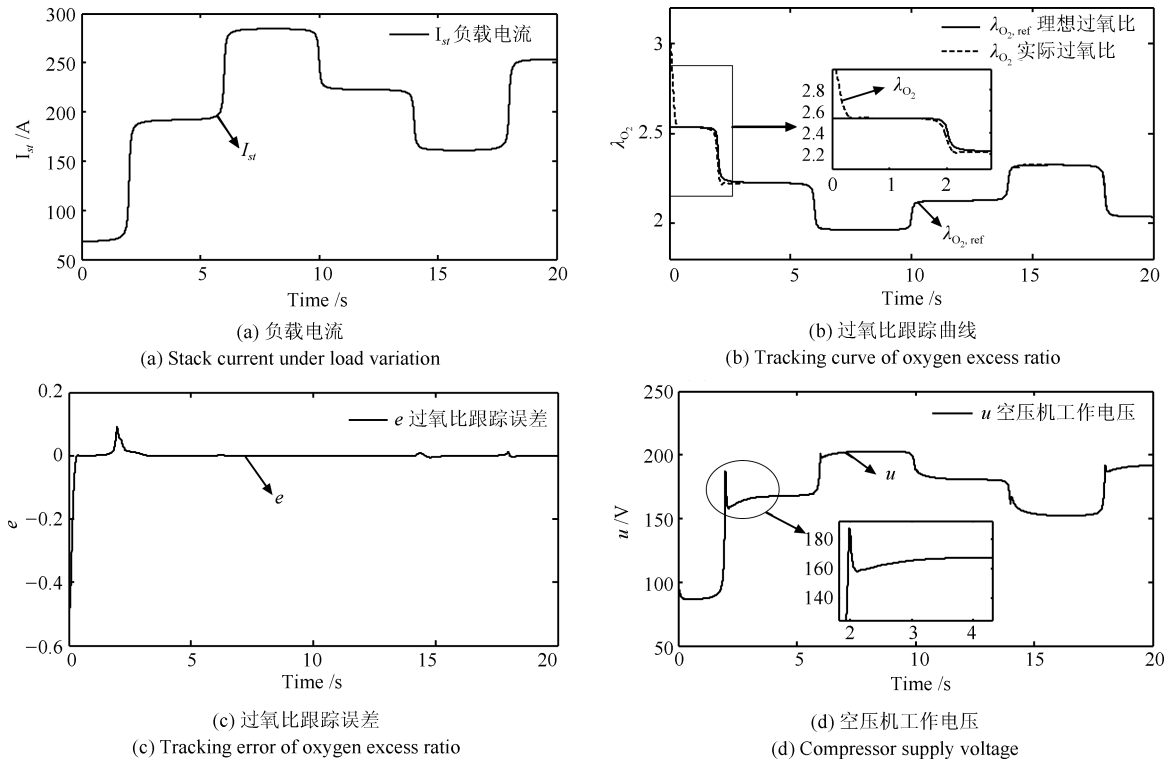 300
250
200
150
100
50
0
5
10
15
20
I_st /A
Time /s
I_st 负载电流
I_st
(a) 负载电流
(a) Stack current under load variation
3
2.5
2
0
5
10
15
20
λ_O₂
Time /s
λ_O₂, ref 理想过氧比
λ_O₂ 实际过氧比
2.8
2.6
2.4
2.2
0
1
2
λ_O₂
λ_O₂, ref
(b) 过氧比跟踪曲线
(b) Tracking curve of oxygen excess ratio
0.2
0
−0.2
−0.4
−0.6
0
5
10
15
20
e
Time /s
e 过氧比跟踪误差
e
(c) 过氧比跟踪误差
(c) Tracking error of oxygen excess ratio
250
200
150
100
50
0
5
10
15
20
u /V
Time /s
u 空压机工作电压
u
180
160
140
2
3
4
(d) 空压机工作电压
(d) Compressor supply voltage